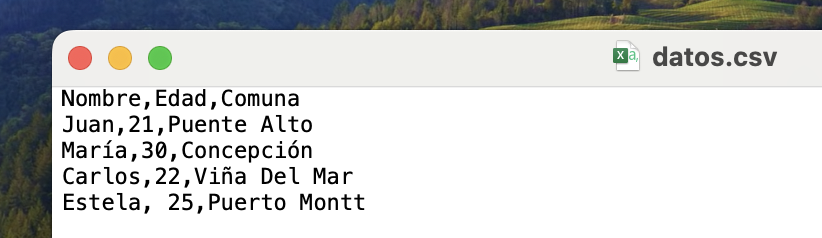 datos.csv
Nombre,Edad,Comuna
Juan,21,Puente Alto
María,30,Concepción
Carlos,22,Viña Del Mar
Estela, 25,Puerto Montt